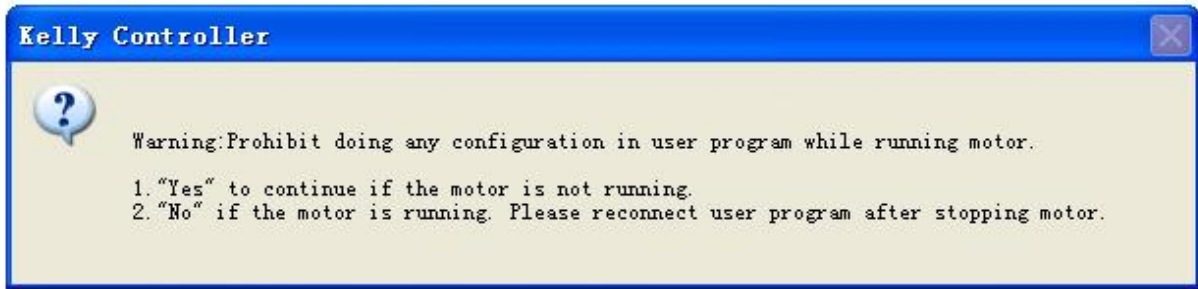 Kelly Controller
Warning:Prohibit doing any configuration in user program while running motor.
1."Yes" to continue if the motor is not running.
2."No" if the motor is running. Please reconnect user program after stopping motor.